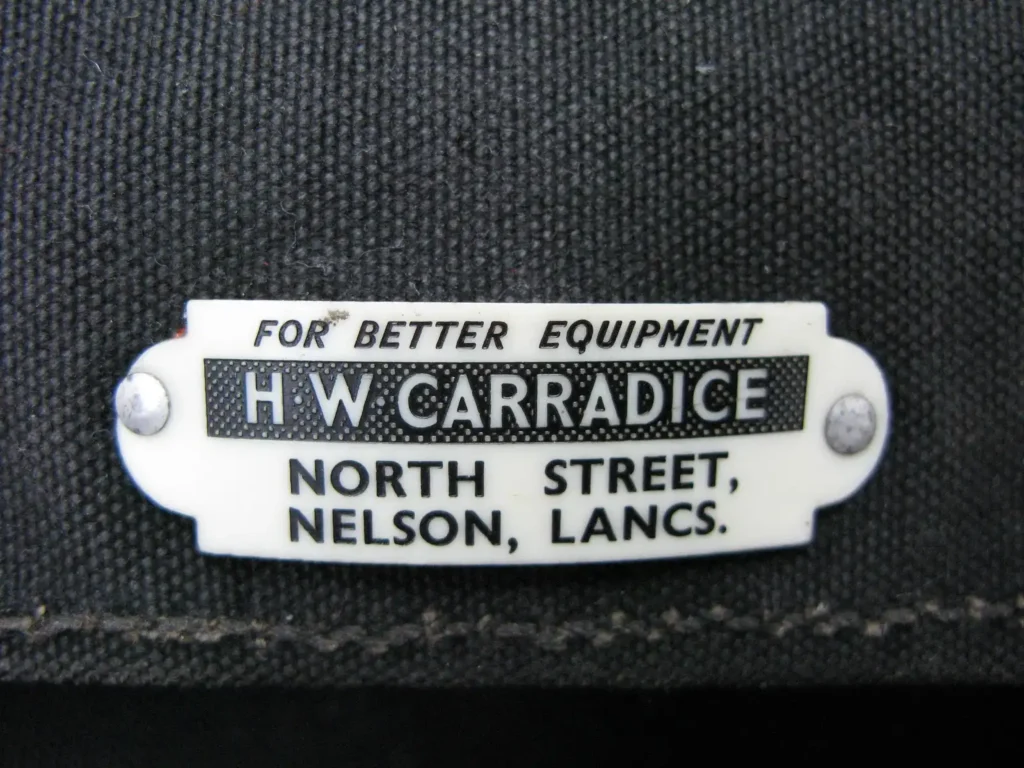 FOR BETTER EQUIPMENT
H·W·CARRADICE
NORTH STREET,
NELSON, LANCS.